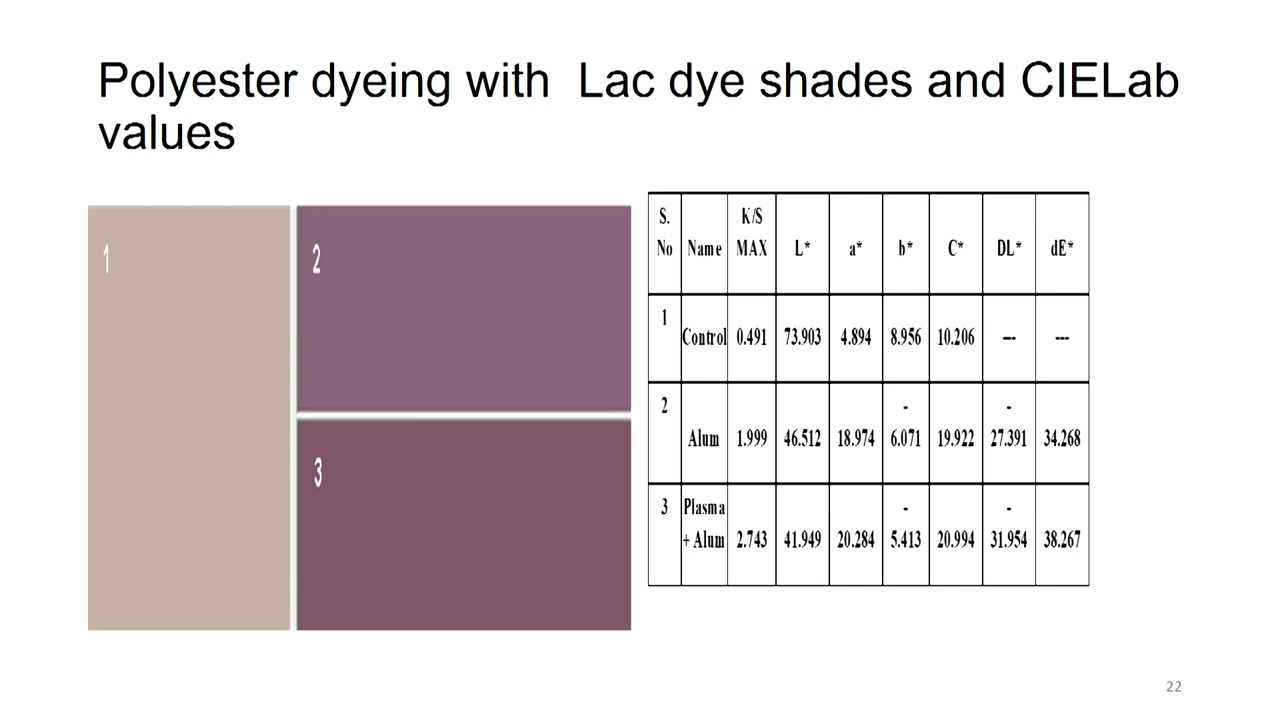 Polyester dyeing with Lac dye shades and CIELab
values
1
2
3
S. No Name K/S MAX L* a* b* C* DL* dE*
1 Control 0.491 73.903 4.894 8.956 10.206 --- ---
2 Alum 1.999 46.512 18.974 -6.071 19.922 -27.391 34.268
3 Plasma + Alum 2.743 41.949 20.284 -5.413 20.994 -31.954 38.267
22